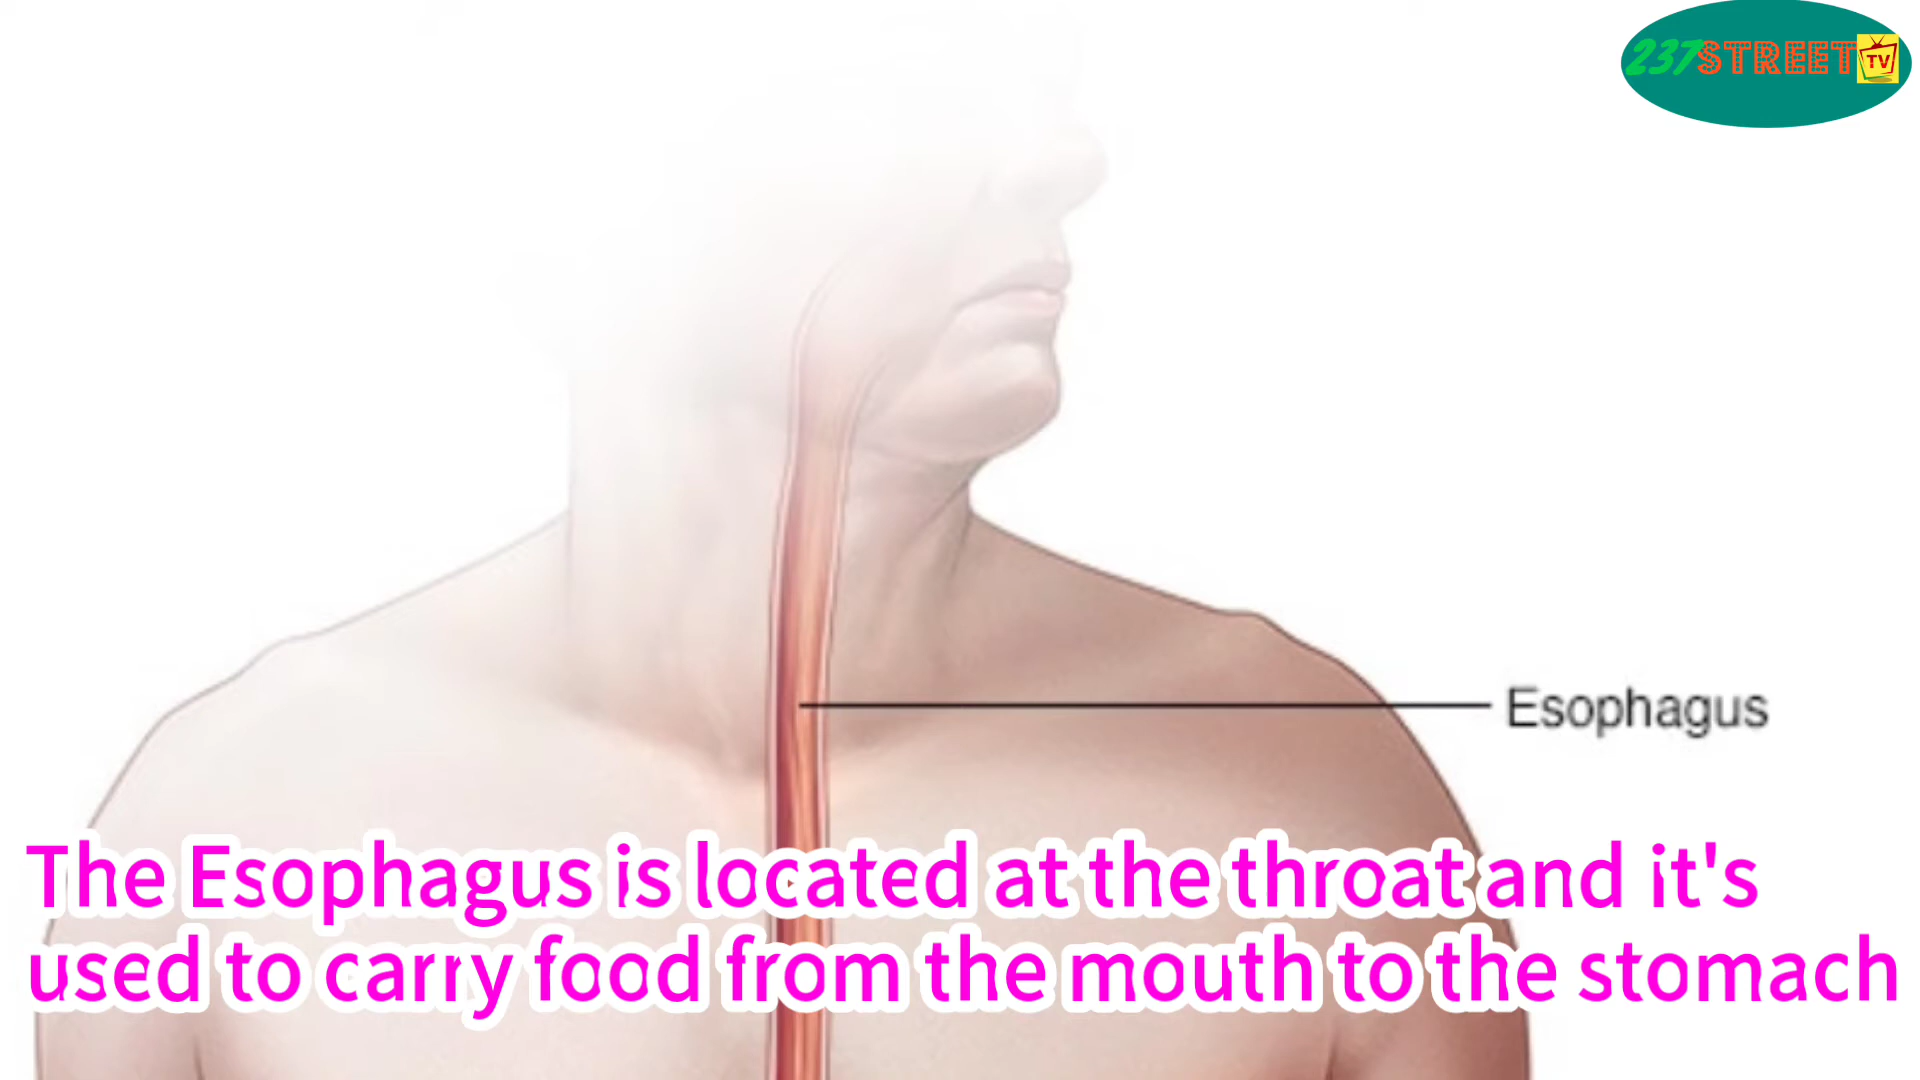 237STREET TV
Esophagus
The Esophagus is located at the throat and it's
used to carry food from the mouth to the stomach